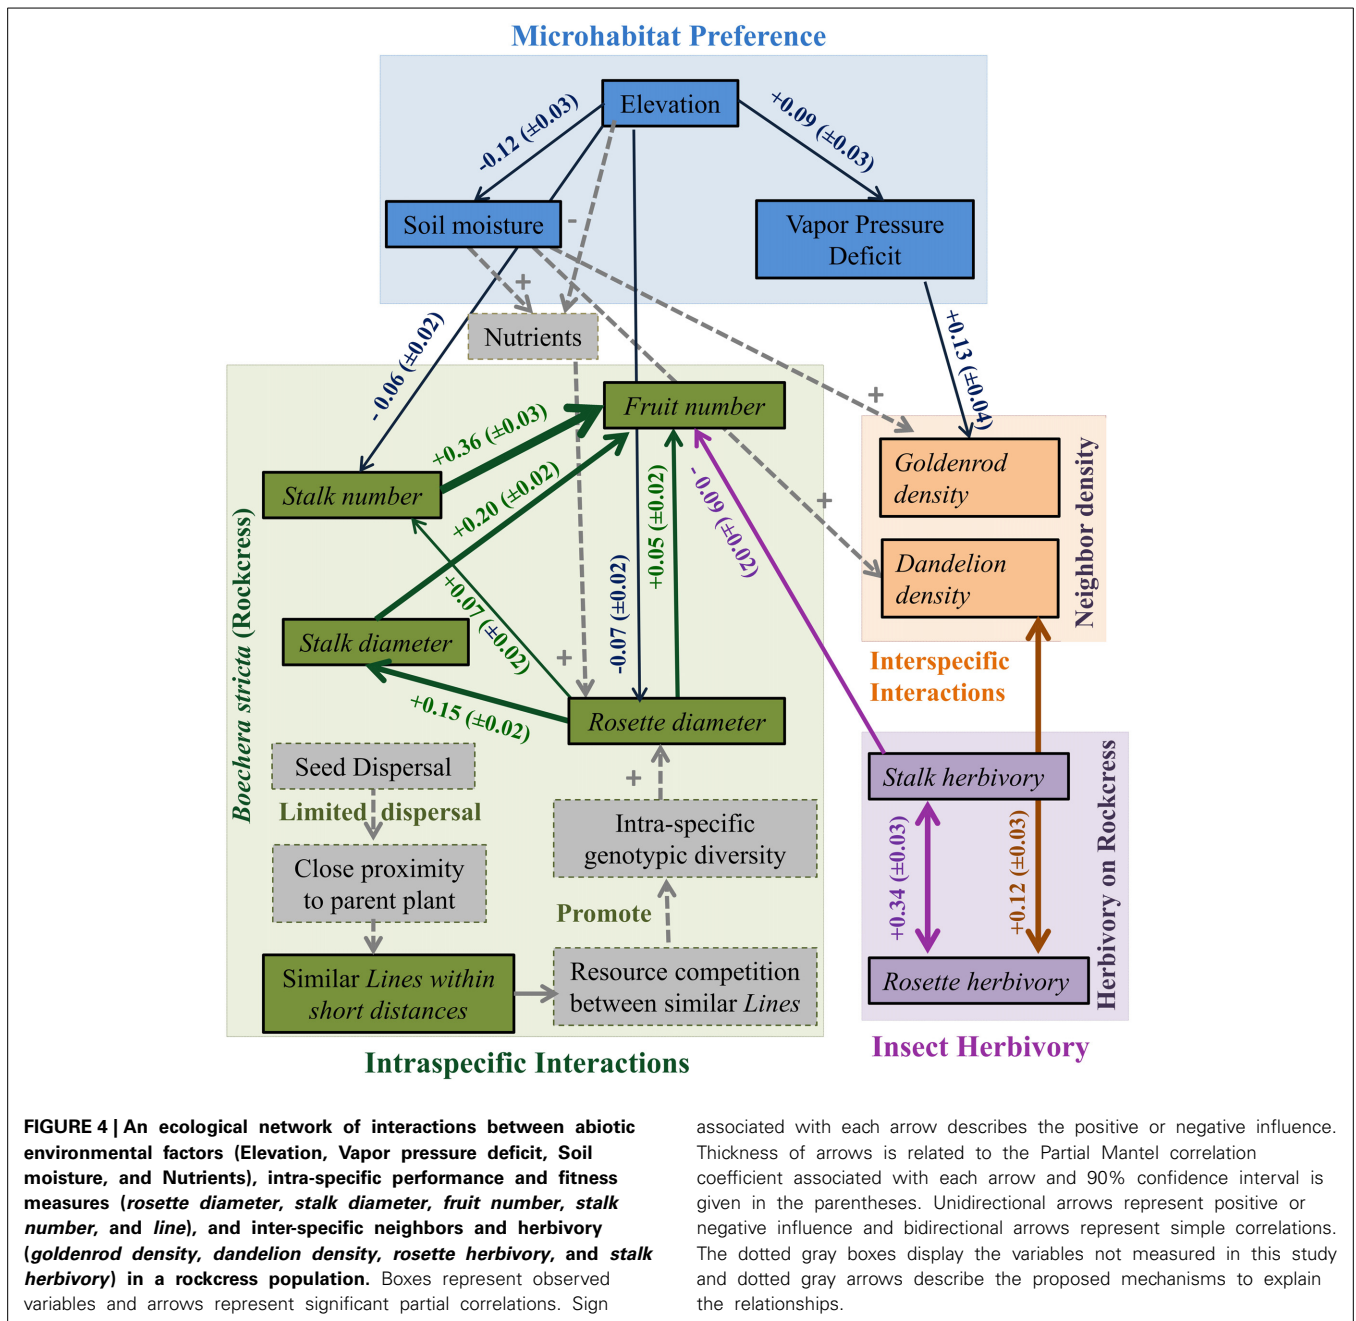 Microhabitat Preference
Elevation
-0.12 (±0.03)
+0.09 (±0.03)
Soil moisture
-
Vapor Pressure
Deficit
+
Nutrients
- 0.06 (±0.02)
+0.13 (±0.04)
+
Fruit number
+0.36 (±0.03)
Stalk number
+0.20 (±0.02)
- 0.09 (±0.02)
+0.05 (±0.02)
-0.07 (±0.02)
+
Goldenrod
density
Dandelion
density
Neighbor density
Boechera stricta (Rockcress)
+0.07 (±0.02)
Stalk diameter
+
+0.15 (±0.02)
Rosette diameter
Interspecific
Interactions
Seed Dispersal
Limited dispersal
+
Close proximity
to parent plant
Intra-specific
genotypic diversity
Promote
Similar Lines within
short distances
Resource competition
between similar Lines
Stalk herbivory
+0.34 (±0.03)
+0.12 (±0.03)
Rosette herbivory
Herbivory on Rockcress
Intraspecific Interactions
Insect Herbivory
FIGURE 4 | An ecological network of interactions between abiotic
environmental factors (Elevation, Vapor pressure deficit, Soil
moisture, and Nutrients), intra-specific performance and fitness
measures (rosette diameter, stalk diameter, fruit number, stalk
number, and line), and inter-specific neighbors and herbivory
(goldenrod density, dandelion density, rosette herbivory, and stalk
herbivory) in a rockcress population. Boxes represent observed
variables and arrows represent significant partial correlations. Sign
associated with each arrow describes the positive or negative influence.
Thickness of arrows is related to the Partial Mantel correlation
coefficient associated with each arrow and 90% confidence interval is
given in the parentheses. Unidirectional arrows represent positive or
negative influence and bidirectional arrows represent simple correlations.
The dotted gray boxes display the variables not measured in this study
and dotted gray arrows describe the proposed mechanisms to explain
the relationships.